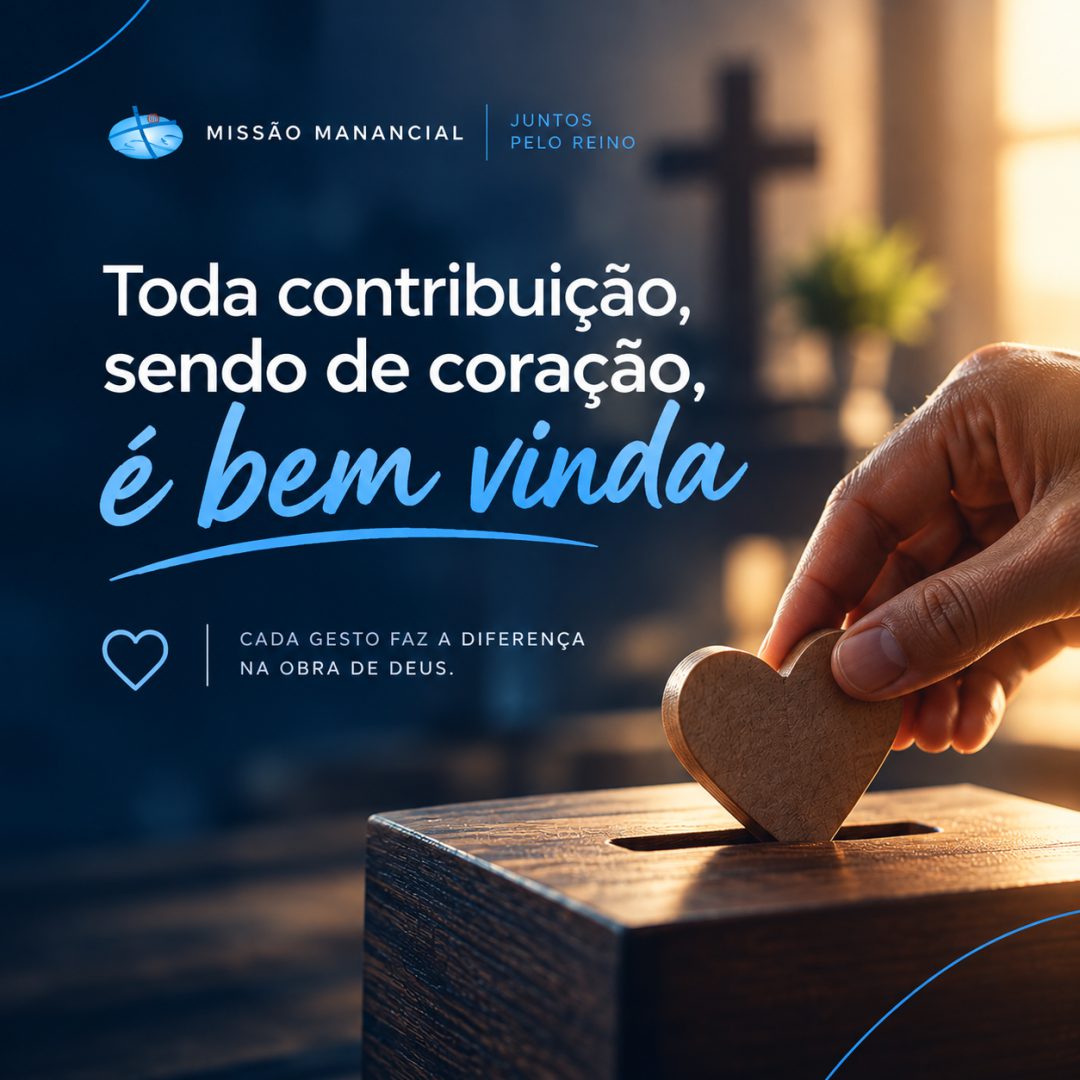 MISSÃO MANANCIAL
JUNTOS
PELO REINO
Toda contribuição,
sendo de coração,
é bem vinda
CADA GESTO FAZ A DIFERENÇA
NA OBRA DE DEUS.